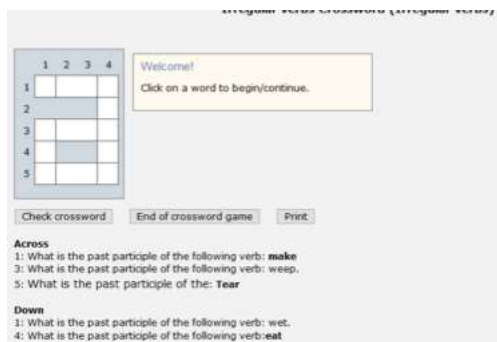 Irregular Verbs Crossword (Irregular Verbs)
1 2 3 4
Welcome!
1
Click on a word to begin/continue.
2
3
4
5
Check crossword End of crossword game Print
Across
1: What is the past participle of the following verb: make
3: What is the past participle of the following verb: weep.
5: What is the past participle of the: Tear
Down
1: What is the past participle of the following verb: wet.
4: What is the past participle of the following verb:eat